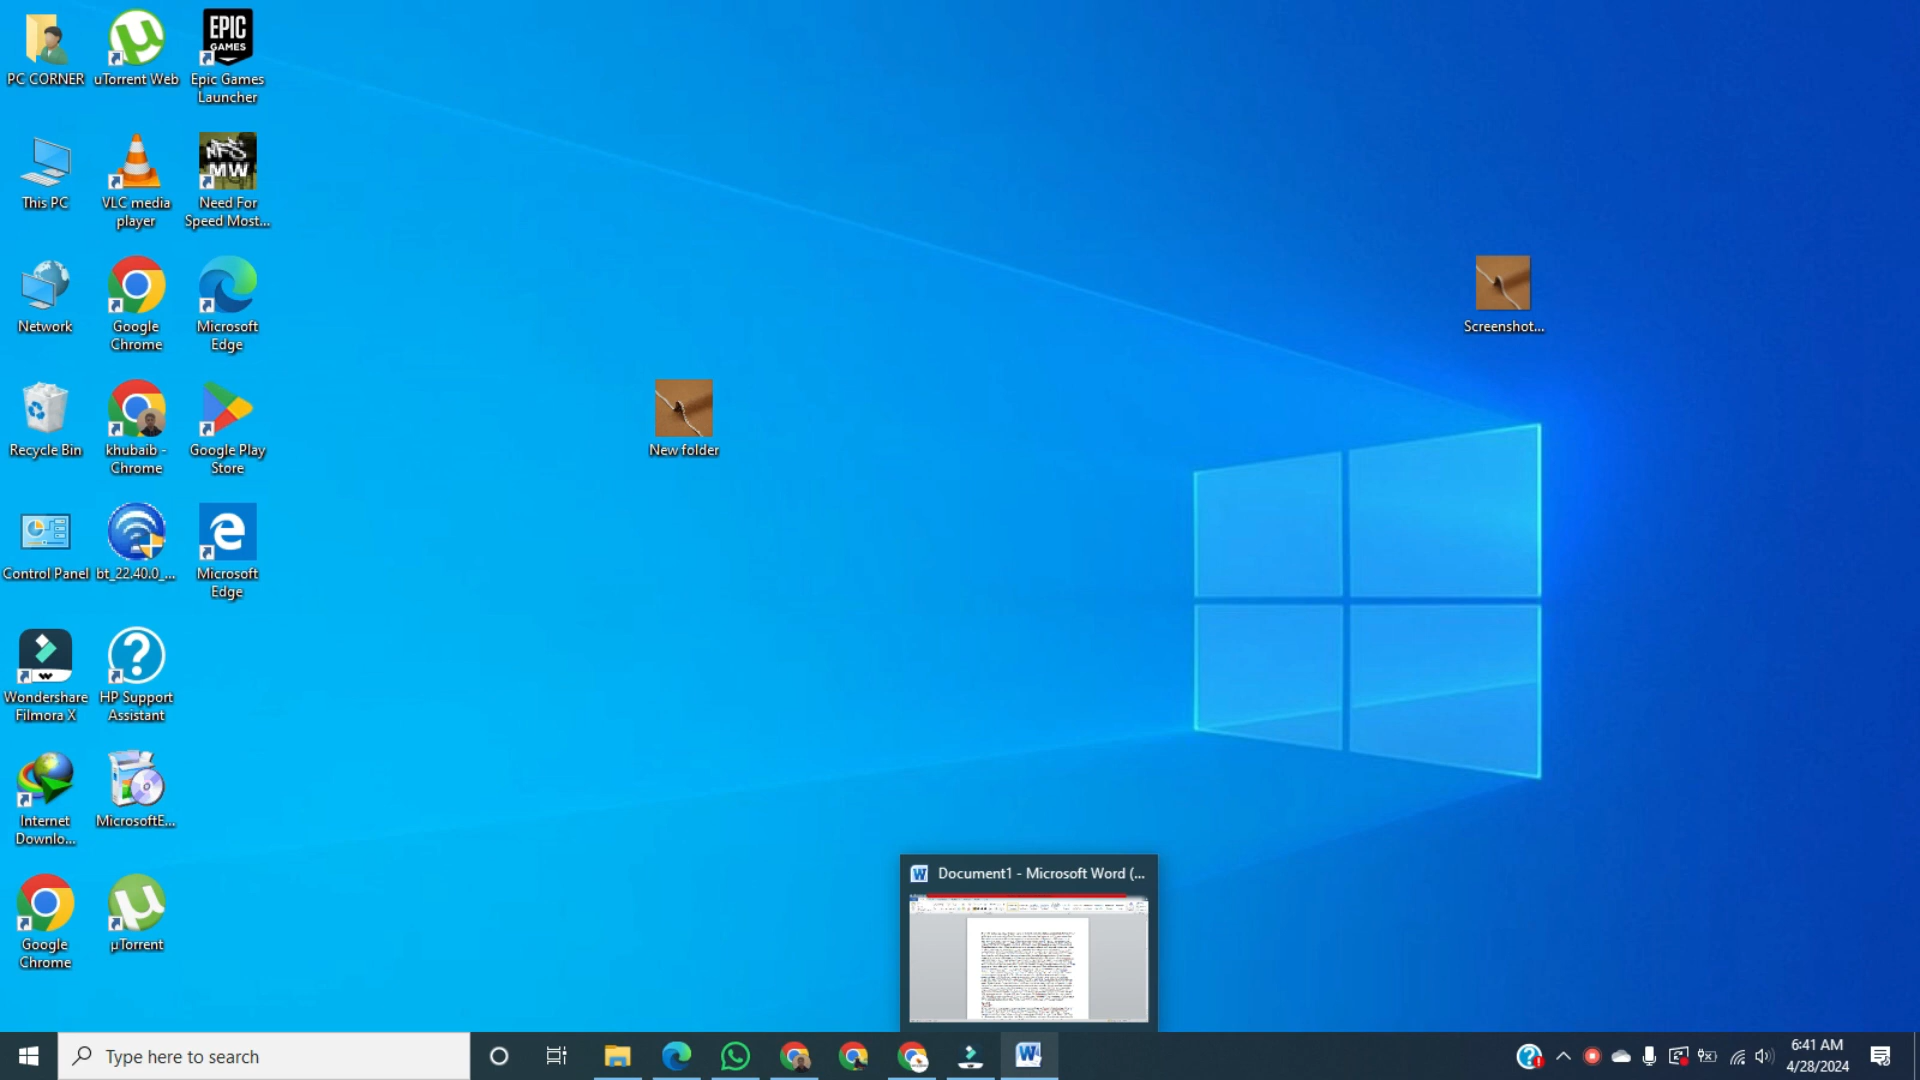 PC CORNER
uTorrent Web
EPIC
GAMES
Epic Games
Launcher
This PC
VLC media
player
NFS
MW
Need For
Speed Most...
Network
Google
Chrome
Microsoft
Edge
Screenshot...
Recycle Bin
khubaib -
Chrome
Google Play
Store
New folder
Control Panel
bt_22.40.0_...
Microsoft
Edge
Wondershare
Filmora X
HP Support
Assistant
Internet
Downlo...
MicrosoftE...
Google
Chrome
µTorrent
Document1 - Microsoft Word (...
Type here to search
6:41 AM
4/28/2024